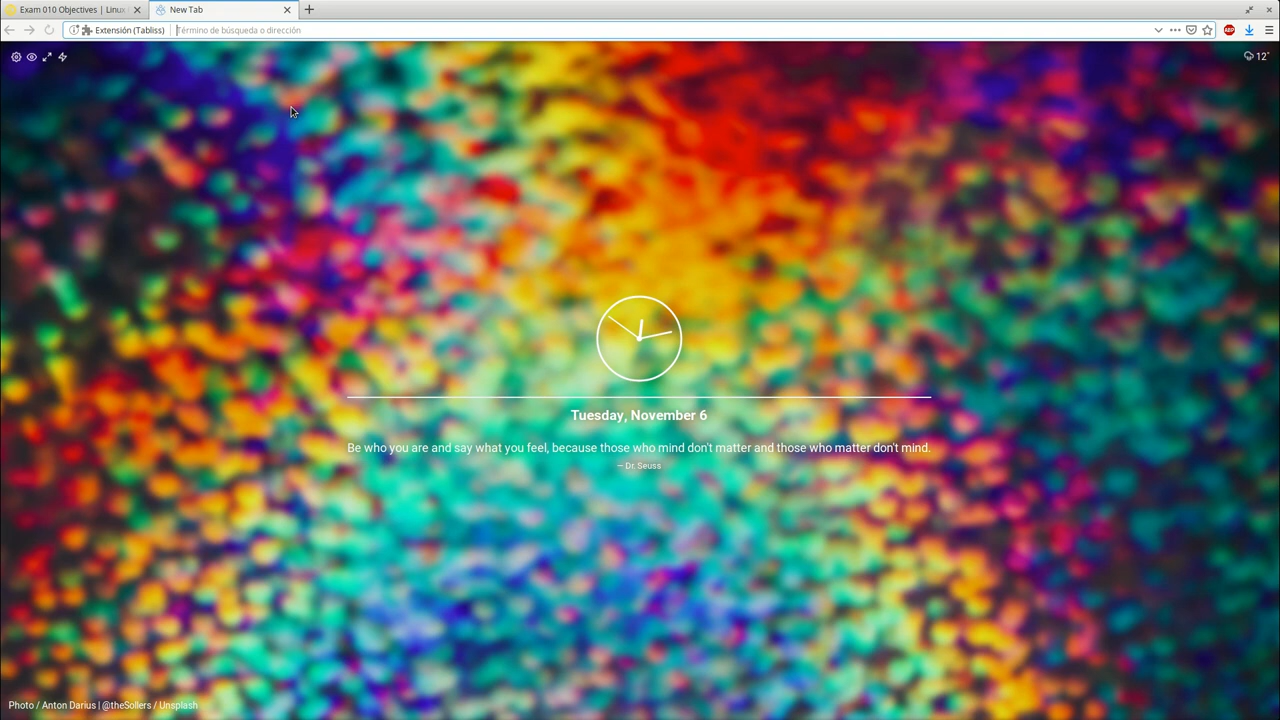 Exam 010 Objectives | Linux
New Tab
Extensión (Tabliss)
Término de búsqueda o dirección
ABP
12°
Tuesday, November 6
Be who you are and say what you feel, because those who mind don't matter and those who matter don't mind.
— Dr. Seuss
Photo / Anton Darius | @theSollers / Unsplash